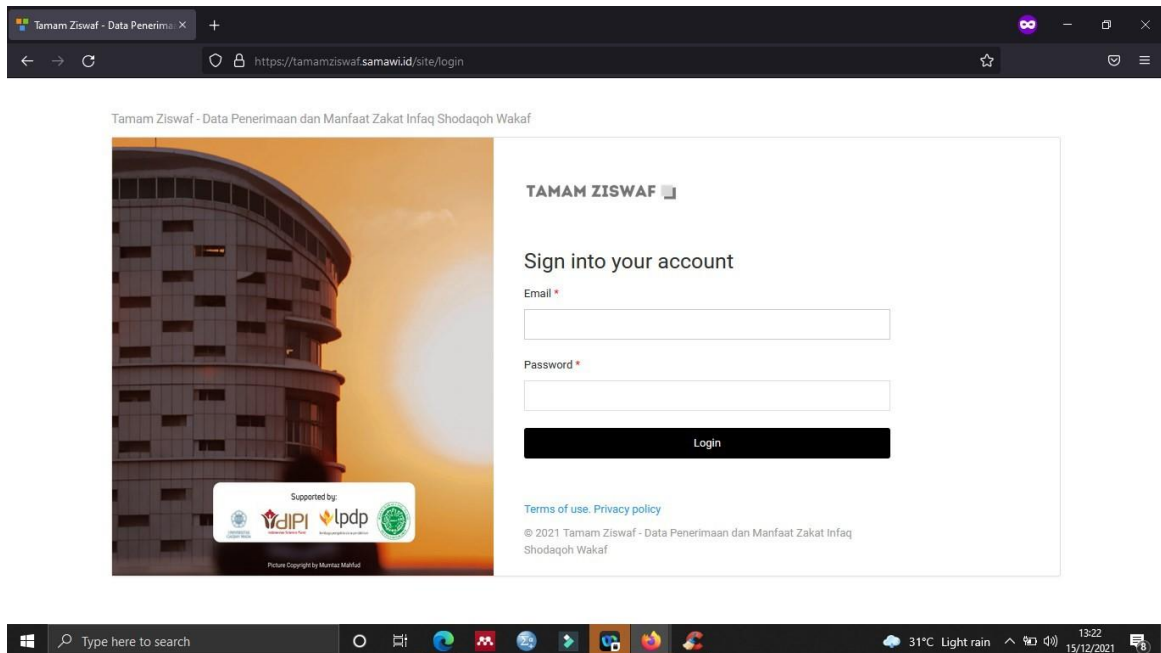 Tamam Ziswaf - Data Penerima
https://tamamziswaf.samawi.id/site/login
Tamam Ziswaf - Data Penerimaan dan Manfaat Zakat Infaq Shodaqoh Wakaf
TAMAM ZISWAF
Sign into your account
Email *
Password *
Login
Supported by:
dIPI lpdp
Picture Copyright by Mumtaz Mahfud
Terms of use. Privacy policy
© 2021 Tamam Ziswaf - Data Penerimaan dan Manfaat Zakat Infaq
Shodaqoh Wakaf
Type here to search
31°C Light rain
13:22
15/12/2021
8